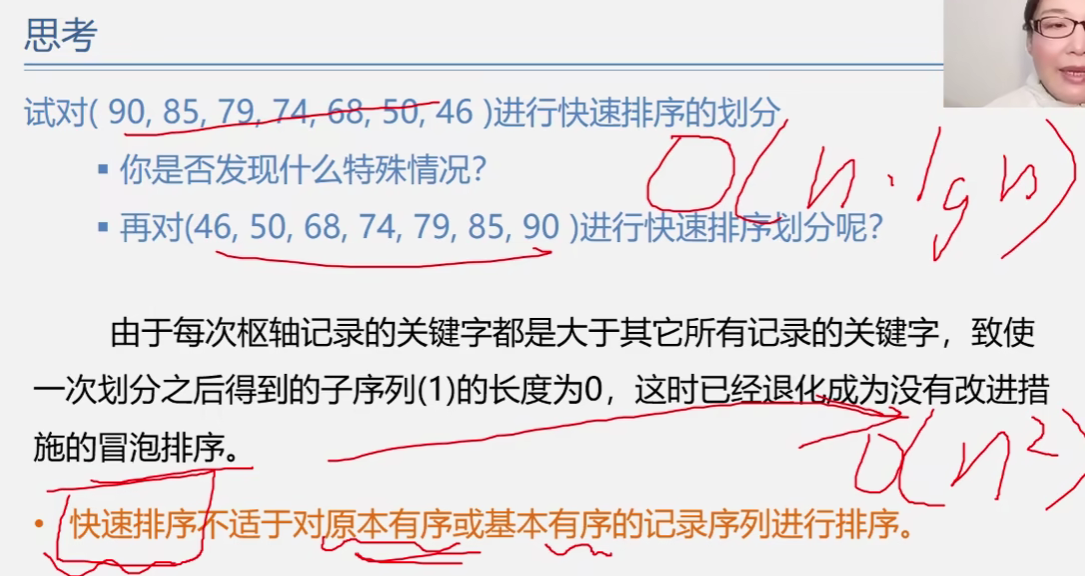 思考
试对( 90, 85, 79, 74, 68, 50, 46 )进行快速排序的划分
▪ 你是否发现什么特殊情况？
O(n·lgn)
▪ 再对(46, 50, 68, 74, 79, 85, 90 )进行快速排序划分呢？
由于每次枢轴记录的关键字都是大于其它所有记录的关键字，致使
一次划分之后得到的子序列(1)的长度为0，这时已经退化成为没有改进措
施的冒泡排序。
O(n²)
• 快速排序不适于对原本有序或基本有序的记录序列进行排序。